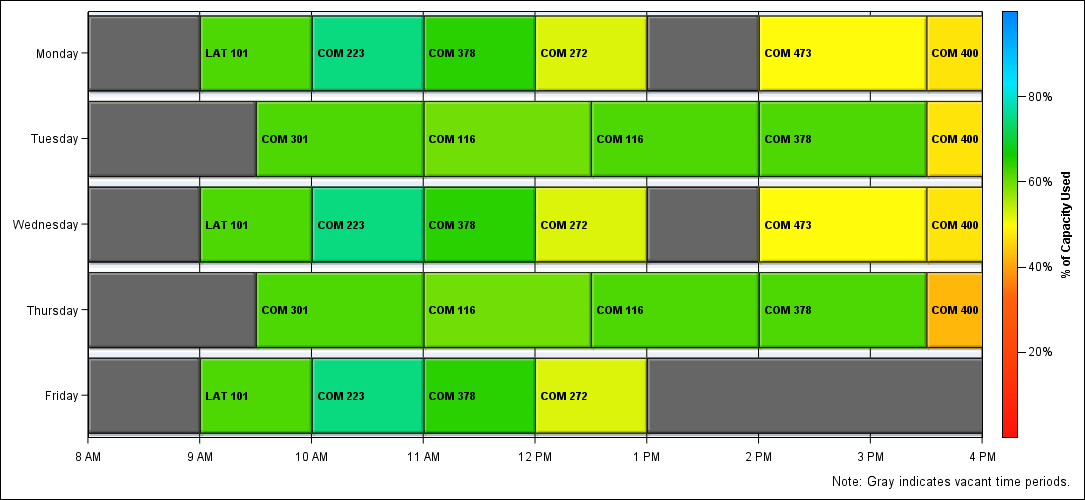 Monday
LAT 101 COM 223 COM 378 COM 272 COM 473 COM 400
Tuesday
COM 301 COM 116 COM 116 COM 378 COM 400
Wednesday
LAT 101 COM 223 COM 378 COM 272 COM 473 COM 400
Thursday
COM 301 COM 116 COM 116 COM 378 COM 400
Friday
LAT 101 COM 223 COM 378 COM 272
8 AM 9 AM 10 AM 11 AM 12 PM 1 PM 2 PM 3 PM 4 PM
80%
60%
40%
20%
% of Capacity Used
Note: Gray indicates vacant time periods.